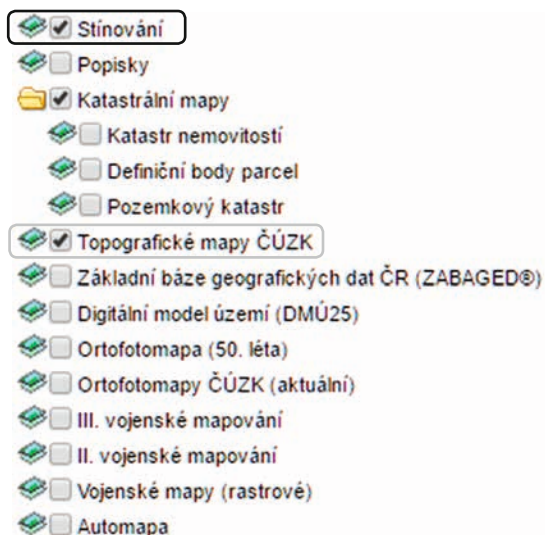 Stínování
Popisky
Katastrální mapy
Katastr nemovitostí
Definiční body parcel
Pozemkový katastr
Topografické mapy ČÚZK
Základní báze geografických dat ČR (ZABAGED®)
Digitální model území (DMÚ25)
Ortofotomapa (50. léta)
Ortofotomapy ČÚZK (aktuální)
III. vojenské mapování
II. vojenské mapování
Vojenské mapy (rastrové)
Automapa